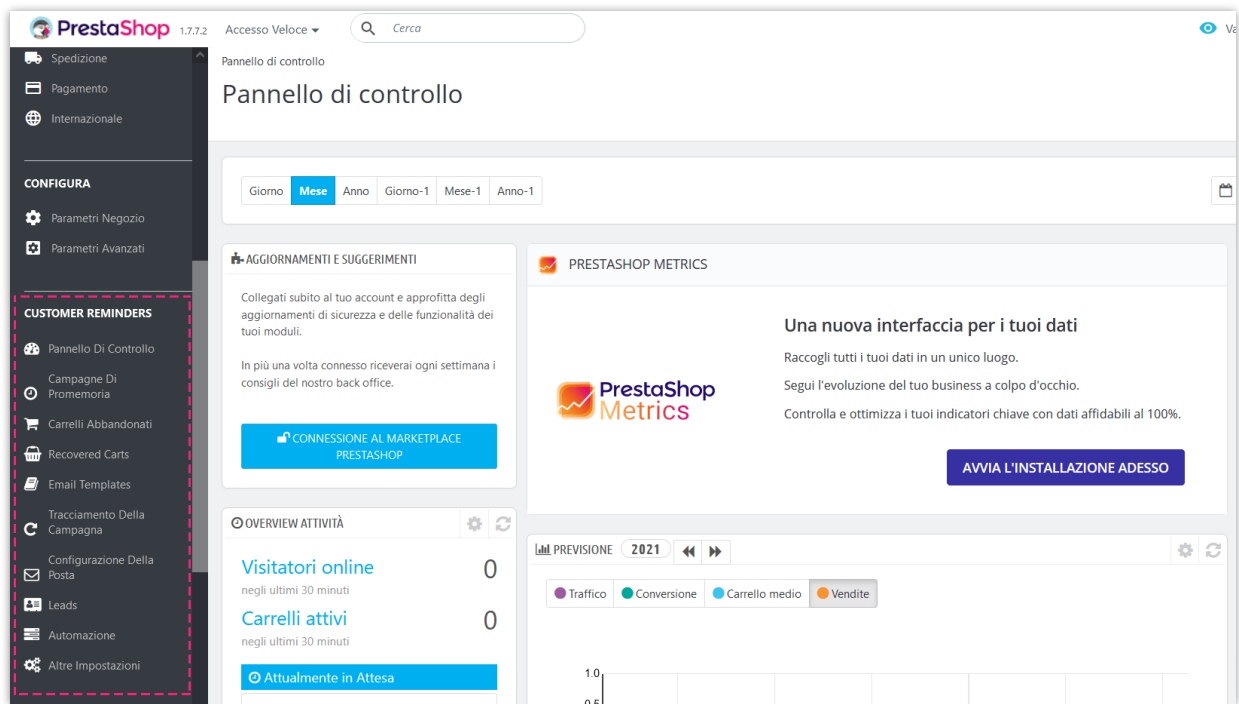 PrestaShop 1.7.7.2
Accesso Veloce
Cerca
Spedizione
Pagamento
Internazionale
CONFIGURA
Parametri Negozio
Parametri Avanzati
CUSTOMER REMINDERS
Pannello Di Controllo
Campagne Di
Promemoria
Carrelli Abbandonati
Recovered Carts
Email Templates
Tracciamento Della
Campagna
Configurazione Della
Posta
Leads
Automazione
Altre Impostazioni
Pannello di controllo
Pannello di controllo
Giorno Mese Anno Giorno-1 Mese-1 Anno-1
AGGIORNAMENTI E SUGGERIMENTI
Collegati subito al tuo account e approfitta degli
aggiornamenti di sicurezza e delle funzionalità dei
tuoi moduli.
In più una volta connesso riceverai ogni settimana i
consigli del nostro back office.
CONNESSIONE AL MARKETPLACE
PRESTASHOP
OVERVIEW ATTIVITÀ
Visitatori online 0
negli ultimi 30 minuti
Carrelli attivi 0
negli ultimi 30 minuti
Attualmente in Attesa
PRESTASHOP METRICS
PrestaShop
Metrics
Una nuova interfaccia per i tuoi dati
Raccogli tutti i tuoi dati in un unico luogo.
Segui l'evoluzione del tuo business a colpo d'occhio.
Controlla e ottimizza i tuoi indicatori chiave con dati affidabili al 100%.
AVVIA L'INSTALLAZIONE ADESSO
PREVISIONE 2021
Traffico Conversione Carrello medio Vendite
1.0